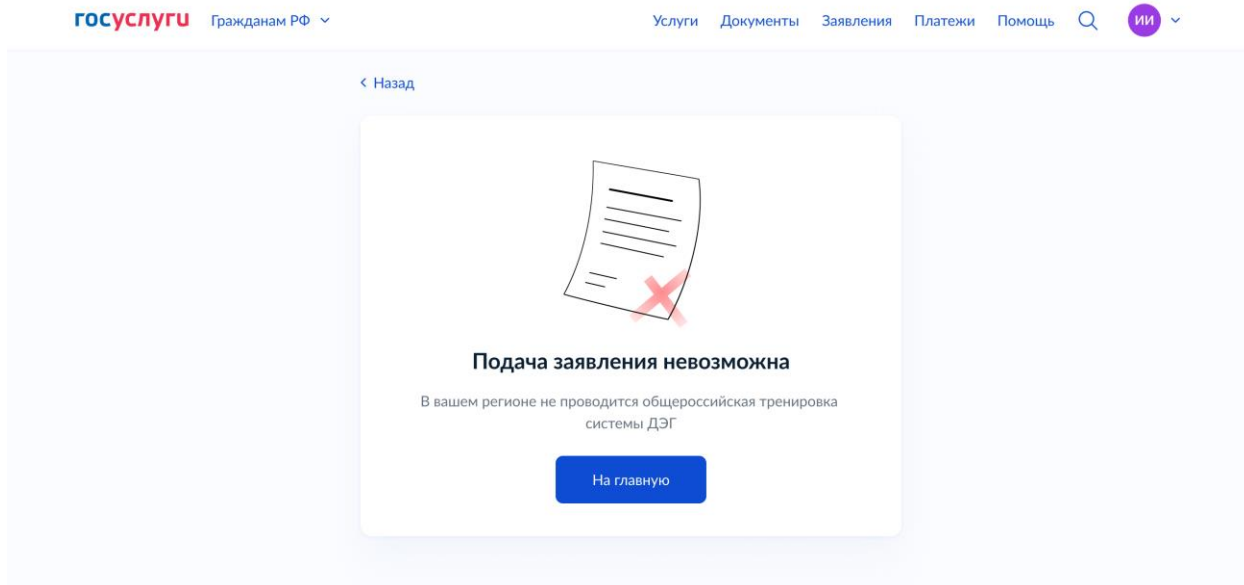 госуслуги Гражданам РФ Услуги Документы Заявления Платежи Помощь ИИ
Назад
Подача заявления невозможна
В вашем регионе не проводится общероссийская тренировка
системы ДЭГ
На главную